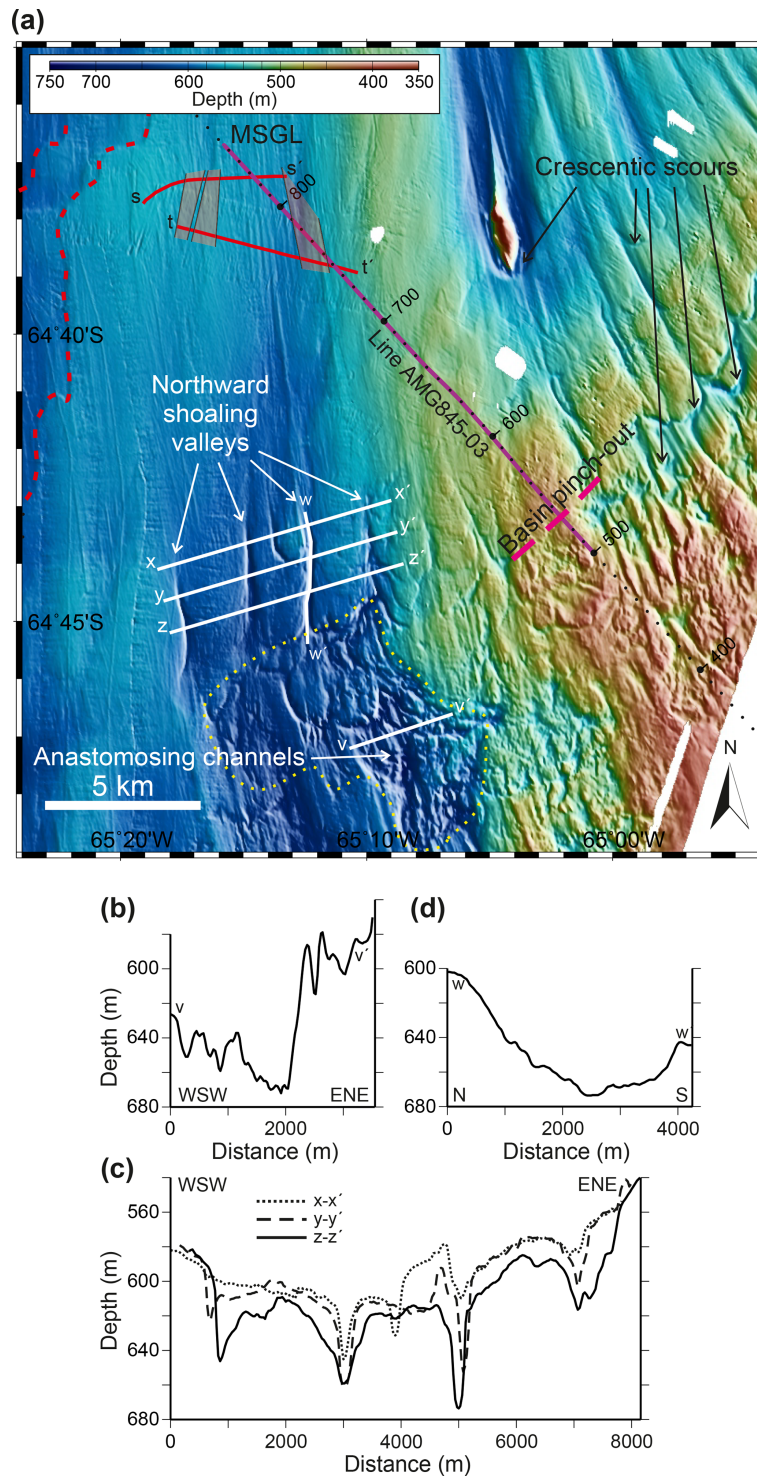 (a)
750 700 600 500 400 350
Depth (m)
MSGL
Crescentic scours
s
s´
800
t
t´
700
64˚40'S
Line AMG845-03
600
Northward
shoaling
valleys
w
x´
Basin pinch-out
y´
500
x
z´
y
64˚45'S
z
w´
400
v´
v
N
Anastomosing channels
5 km
65˚20'W
65˚10'W
65˚00'W
(b)
(d)
600
640
680
Depth (m)
v
v´
WSW
ENE
0 2000
Distance (m)
600
640
680
w
w´
N
S
0 2000 4000
Distance (m)
(c)
WSW
ENE
x-x´
y-y´
z-z´
560
600
640
680
Depth (m)
0 2000 4000 6000 8000
Distance (m)